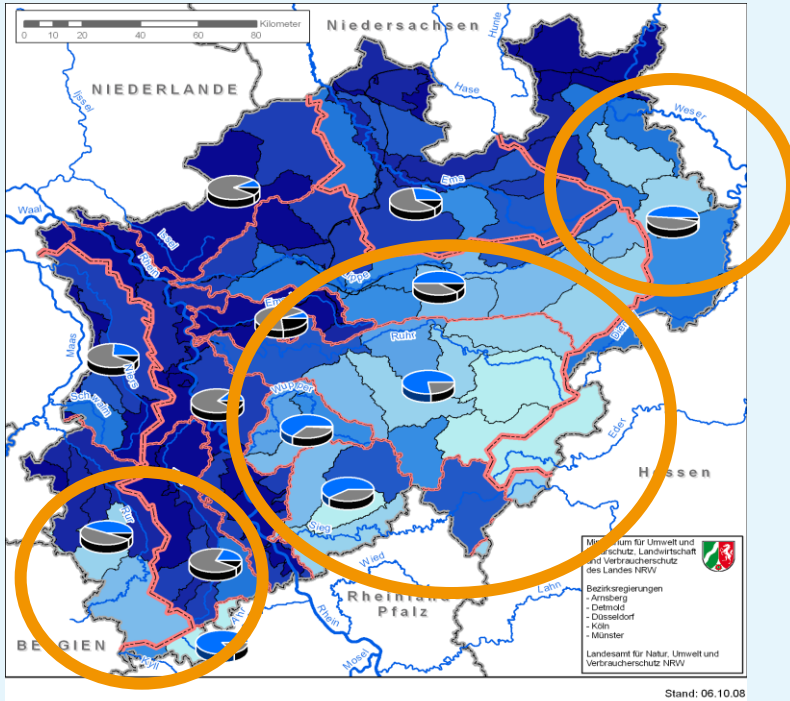 0 20 40 60 80 Kilometer
Niedersachsen
Hunte
Hase
NIEDERLANDE
Ijssel
Weser
Ems
Waal
Issel
Rhein
Lippe
Ruhr
Maas
Niers
Wupper
Schwalm
Eder
Hessen
Rur
Sieg
Wied
Ministerium für Umwelt und
Naturschutz, Landwirtschaft
und Verbraucherschutz
des Landes NRW
Bezirksregierungen
- Arnsberg
- Detmold
- Düsseldorf
- Köln
- Münster
Landesamt für Natur, Umwelt und
Verbraucherschutz NRW
Rheinland
Pfalz
Lahn
Ahr
Rhein
BELGIEN
Kyll
Mosel
Stand: 06.10.08